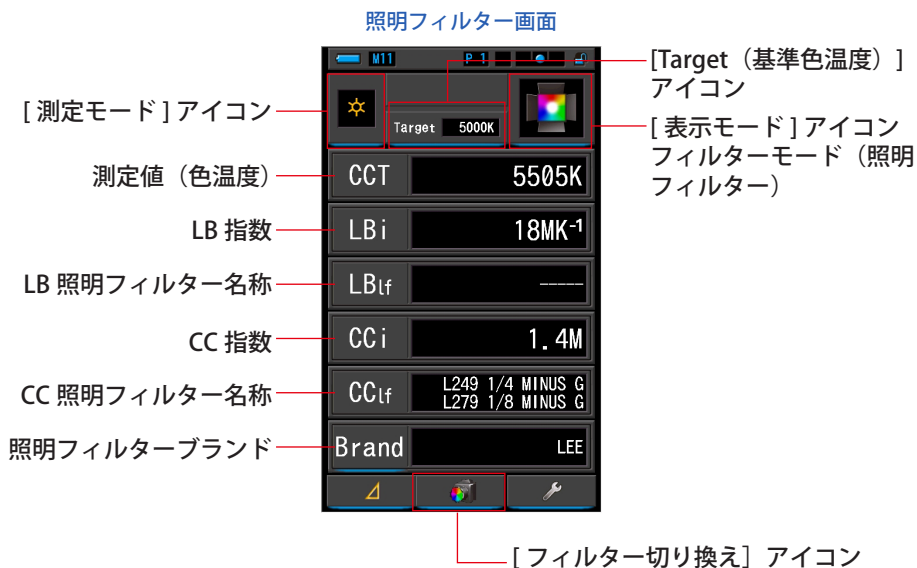 照明フィルター画面
M11 P 1
[Target（基準色温度）]
アイコン
[ 測定モード ] アイコン
Target 5000K
[ 表示モード ] アイコン
フィルターモード（照明
フィルター）
測定値（色温度）
CCT 5505K
LB 指数
LBi 18MK⁻¹
LB 照明フィルター名称
LBlf -----
CC 指数
CCi 1.4M
CC 照明フィルター名称
CClf L249 1/4 MINUS G
L279 1/8 MINUS G
照明フィルターブランド
Brand LEE
[ フィルター切り換え］アイコン